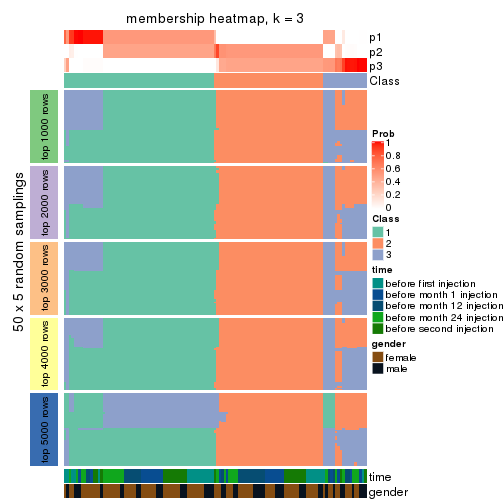 membership heatmap, k = 3
p1
p2
p3
Class
50 x 5 random samplings
top 1000 rows
top 2000 rows
top 3000 rows
top 4000 rows
top 5000 rows
Prob
1
0.8
0.6
0.4
0.2
0
Class
1
2
3
time
before first injection
before month 1 injection
before month 12 injection
before month 24 injection
before second injection
gender
female
male
time
gender